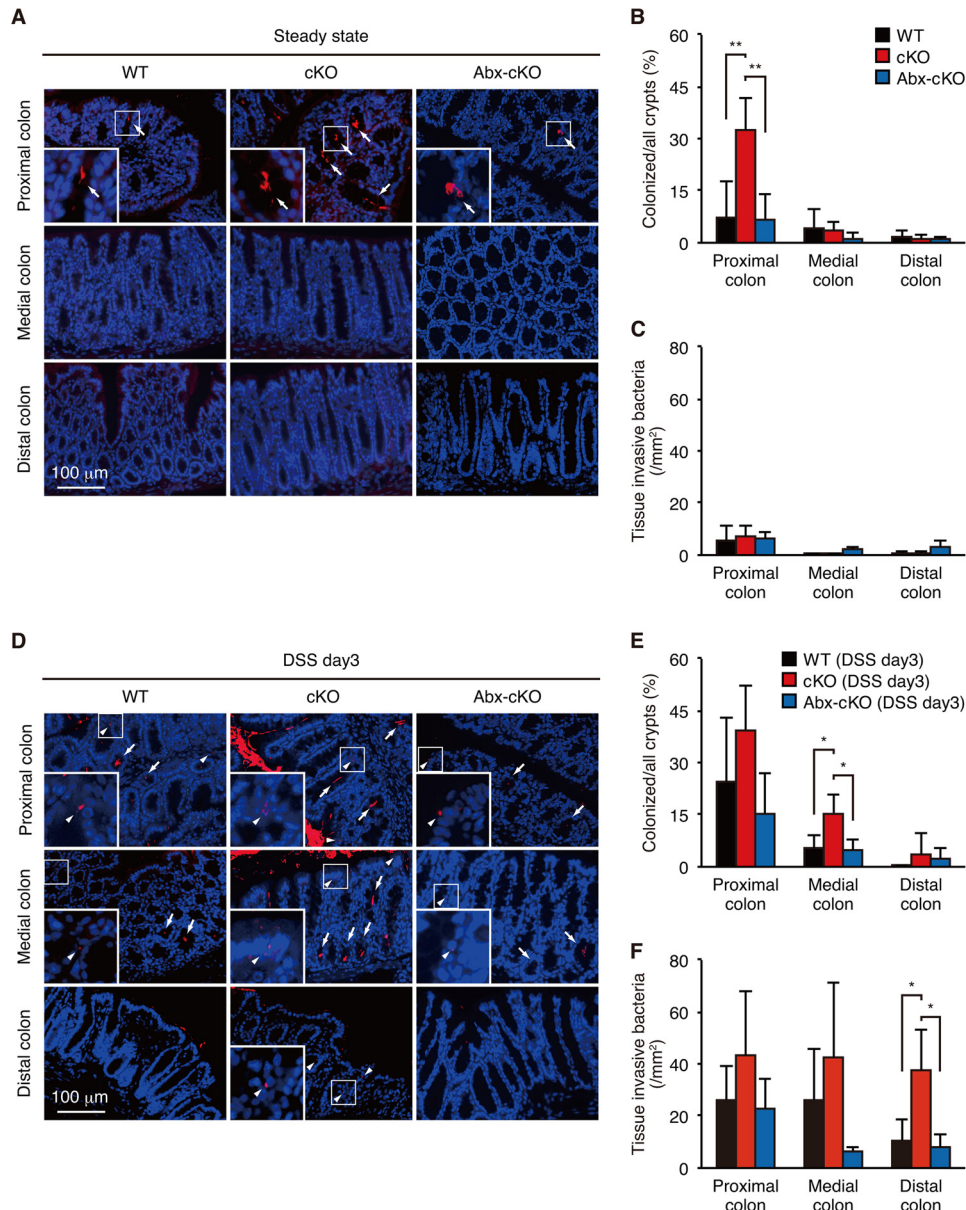 A
Steady state
WT
cKO
Abx-cKO
Proximal colon
Medial colon
Distal colon
100 μm
B
Colonized/all crypts (%)
60
45
30
15
0
WT
cKO
Abx-cKO
**
**
Proximal
colon
Medial
colon
Distal
colon
C
Tissue invasive bacteria
(/mm²)
80
60
40
20
0
Proximal
colon
Medial
colon
Distal
colon
D
DSS day3
WT
cKO
Abx-cKO
Proximal colon
Medial colon
Distal colon
100 μm
E
Colonized/all crypts (%)
60
45
30
15
0
WT (DSS day3)
cKO (DSS day3)
Abx-cKO (DSS day3)
*
*
Proximal
colon
Medial
colon
Distal
colon
F
Tissue invasive bacteria
(/mm²)
80
60
40
20
0
*
*
Proximal
colon
Medial
colon
Distal
colon